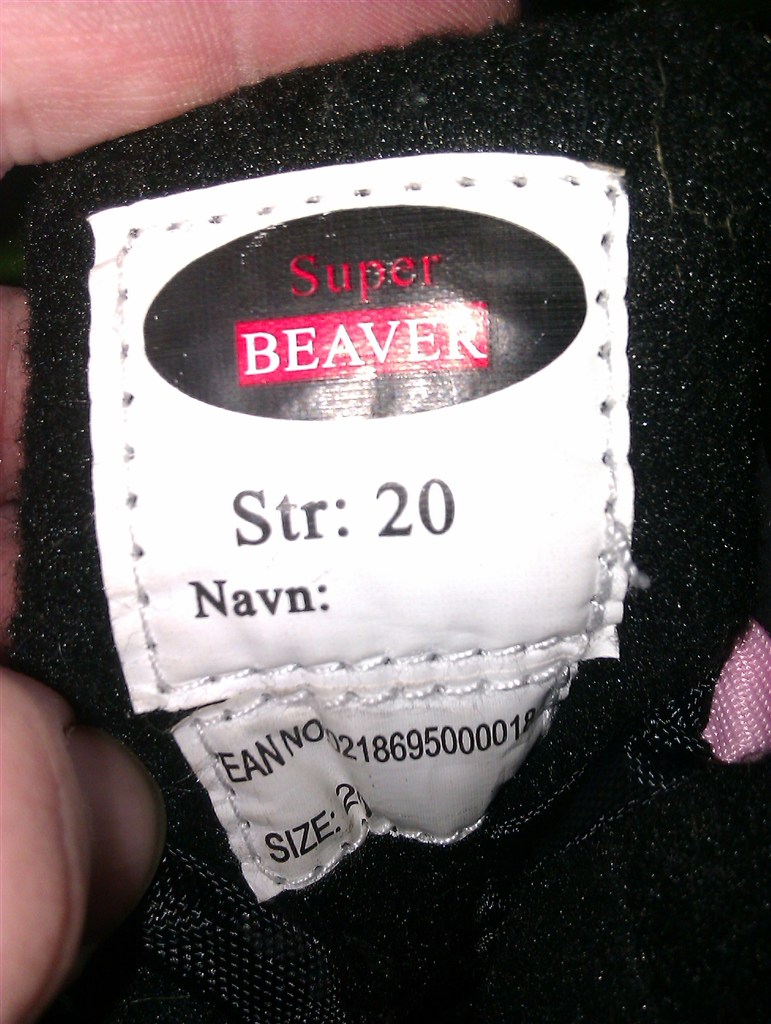 Super
BEAVER
Str: 20
Navn:
EAN NO
SIZE: